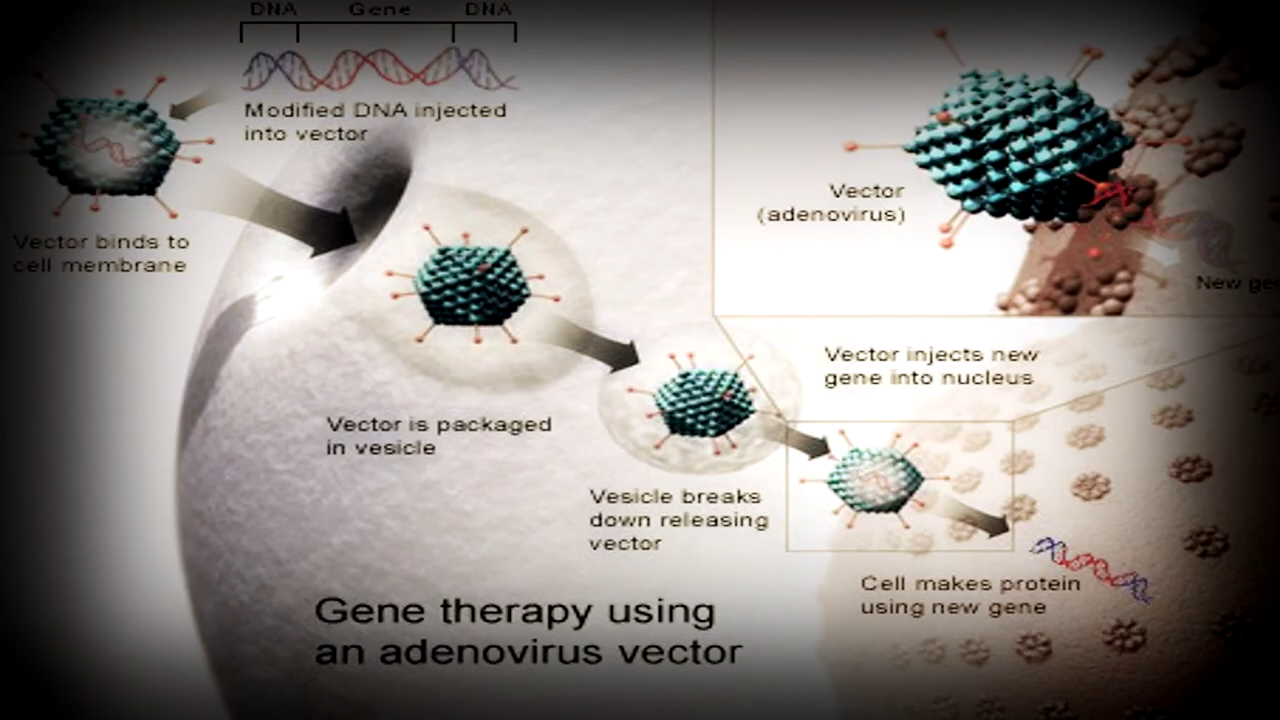 DNA Gene DNA
Modified DNA injected
into vector
Vector binds to
cell membrane
Vector
(adenovirus)
New
Vector injects new
gene into nucleus
Vector is packaged
in vesicle
Vesicle breaks
down releasing
vector
Cell makes protein
using new gene
Gene therapy using
an adenovirus vector